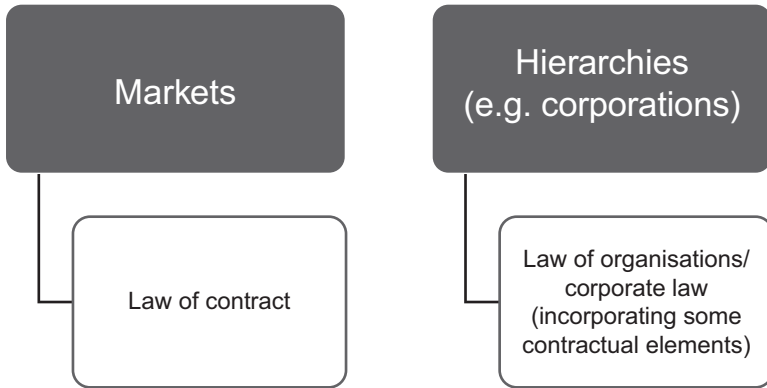 Markets
Hierarchies
(e.g. corporations)
Law of contract
Law of organisations/
corporate law
(incorporating some
contractual elements)